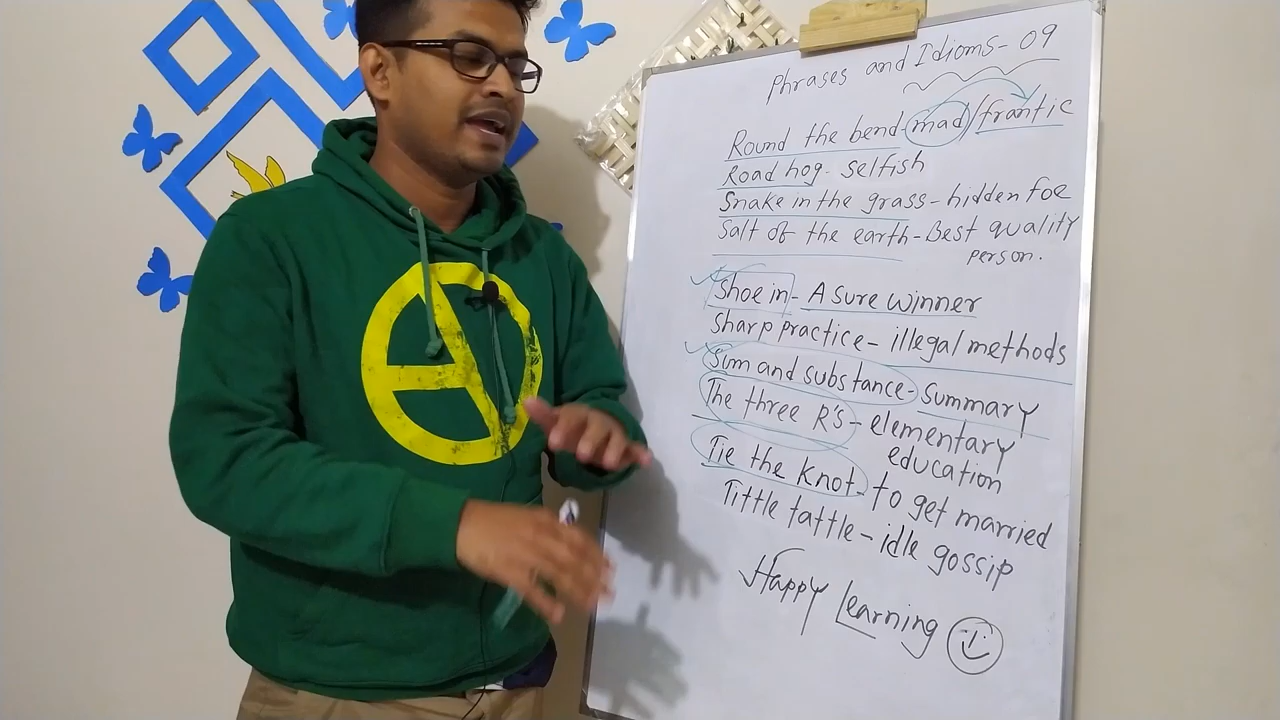 Phrases and Idioms-09
Round the bend mad/frantic
Road hog- selfish
Snake in the grass-hidden foe
Salt of the earth-Best quality
person.
Shoe in- A sure winner
Sharp practice- illegal methods
Sum and substance- Summary
The three R's- elementary
education
Tie the Knot- to get married
Tittle tattle- idle gossip
Happy Learning